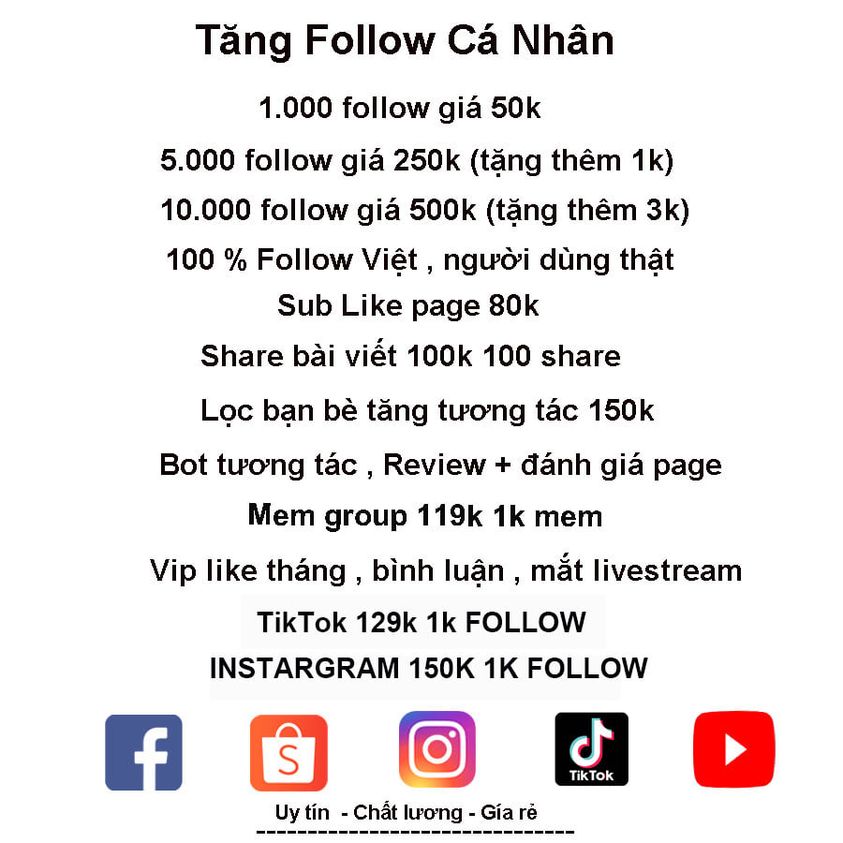 Tăng Follow Cá Nhân
1.000 follow giá 50k
5.000 follow giá 250k (tặng thêm 1k)
10.000 follow giá 500k (tặng thêm 3k)
100 % Follow Việt , người dùng thật
Sub Like page 80k
Share bài viết 100k 100 share
Lọc bạn bè tăng tương tác 150k
Bot tương tác , Review + đánh giá page
Mem group 119k 1k mem
Vip like tháng , bình luận , mắt livestream
TikTok 129k 1k FOLLOW
INSTARGRAM 150K 1K FOLLOW
TikTok
Uy tín - Chất lương - Gía rẻ